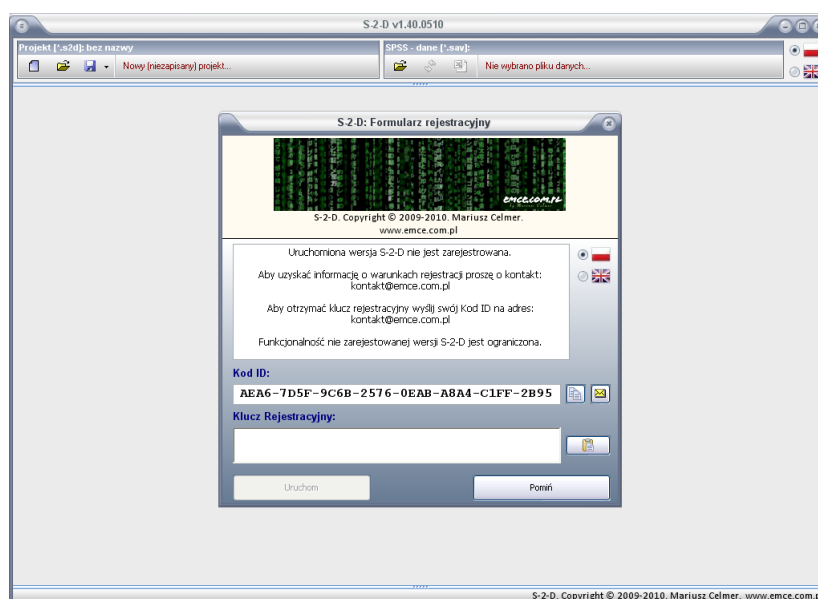 S-2-D v1.40.0510
Projekt [*.s2d]: bez nazwy
SPSS - dane [*.sav]:
Nowy (niezapisany) projekt...
Nie wybrano pliku danych...
S-2-D: Formularz rejestracyjny
emce.com.pl
S-2-D. Copyright © 2009-2010. Mariusz Celmer.
www.emce.com.pl
Uruchomiona wersja S-2-D nie jest zarejestrowana.
Aby uzyskać informację o warunkach rejestracji proszę o kontakt:
kontakt@emce.com.pl
Aby otrzymać klucz rejestracyjny wyślij swój Kod ID na adres:
kontakt@emce.com.pl
Funkcjonalność nie zarejestowanej wersji S-2-D jest ograniczona.
Kod ID:
AEA6-7D5F-9C6B-2576-0EAB-A8A4-C1FF-2B95
Klucz Rejestracyjny:
Uruchom
Pomiń
S-2-D. Copyright © 2009-2010. Mariusz Celmer. www.emce.com.p